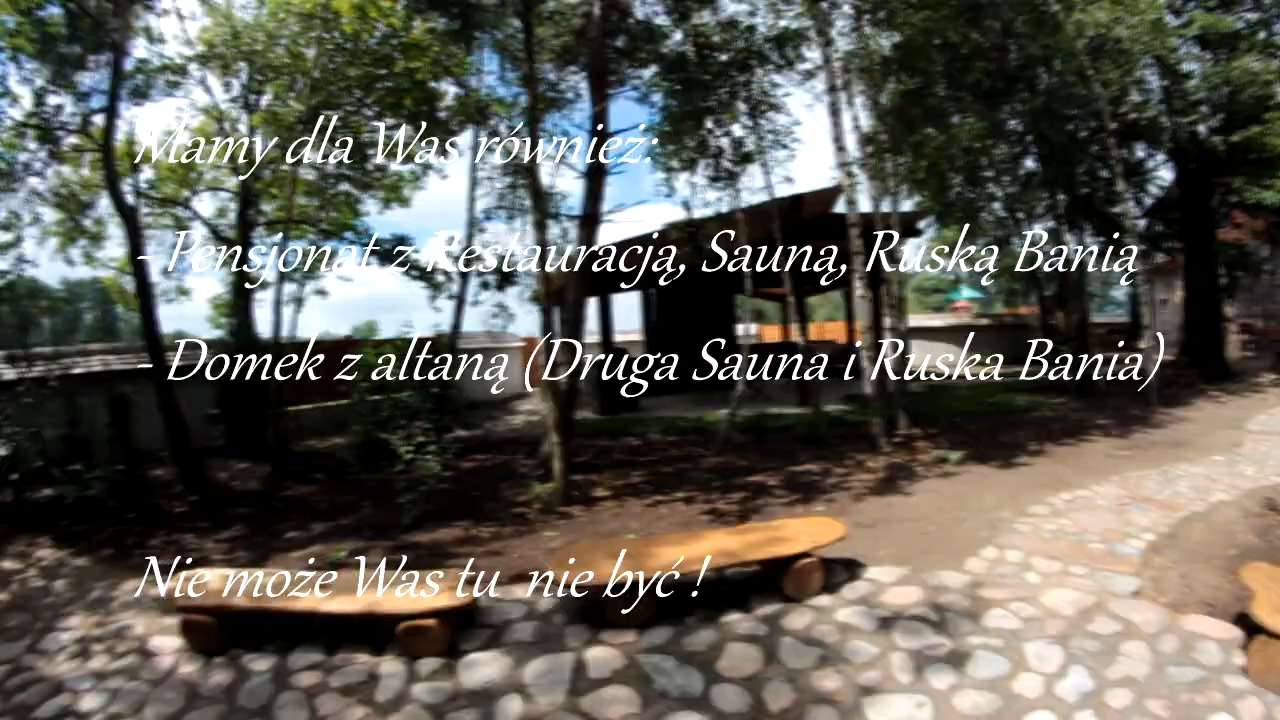 Mamy dla Was również:
- Pensjonat z Restauracją, Sauną, Ruską Banią
- Domek z altaną (Druga Sauna i Ruska Bania)
Nie może Was tu  nie być !